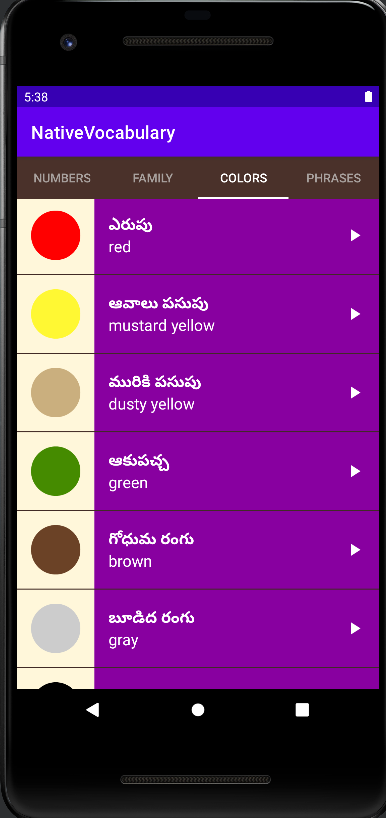 5:38
NativeVocabulary
NUMBERS FAMILY COLORS PHRASES
ఎరుపు
red
ఆవాలు పసుపు
mustard yellow
మురికి పసుపు
dusty yellow
ఆకుపచ్చ
green
గోధుమ రంగు
brown
బూడిద రంగు
gray